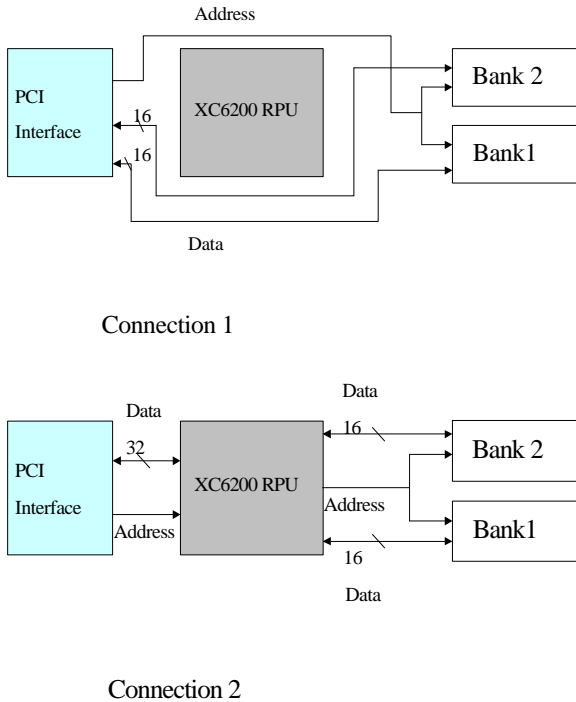 Address
PCI
Interface
XC6200 RPU
Bank 2
16
16
Bank1
Data
Connection 1
Data
Data
32
16
PCI
Interface
XC6200 RPU
Bank 2
Address
Address
Bank1
16
Data
Connection 2